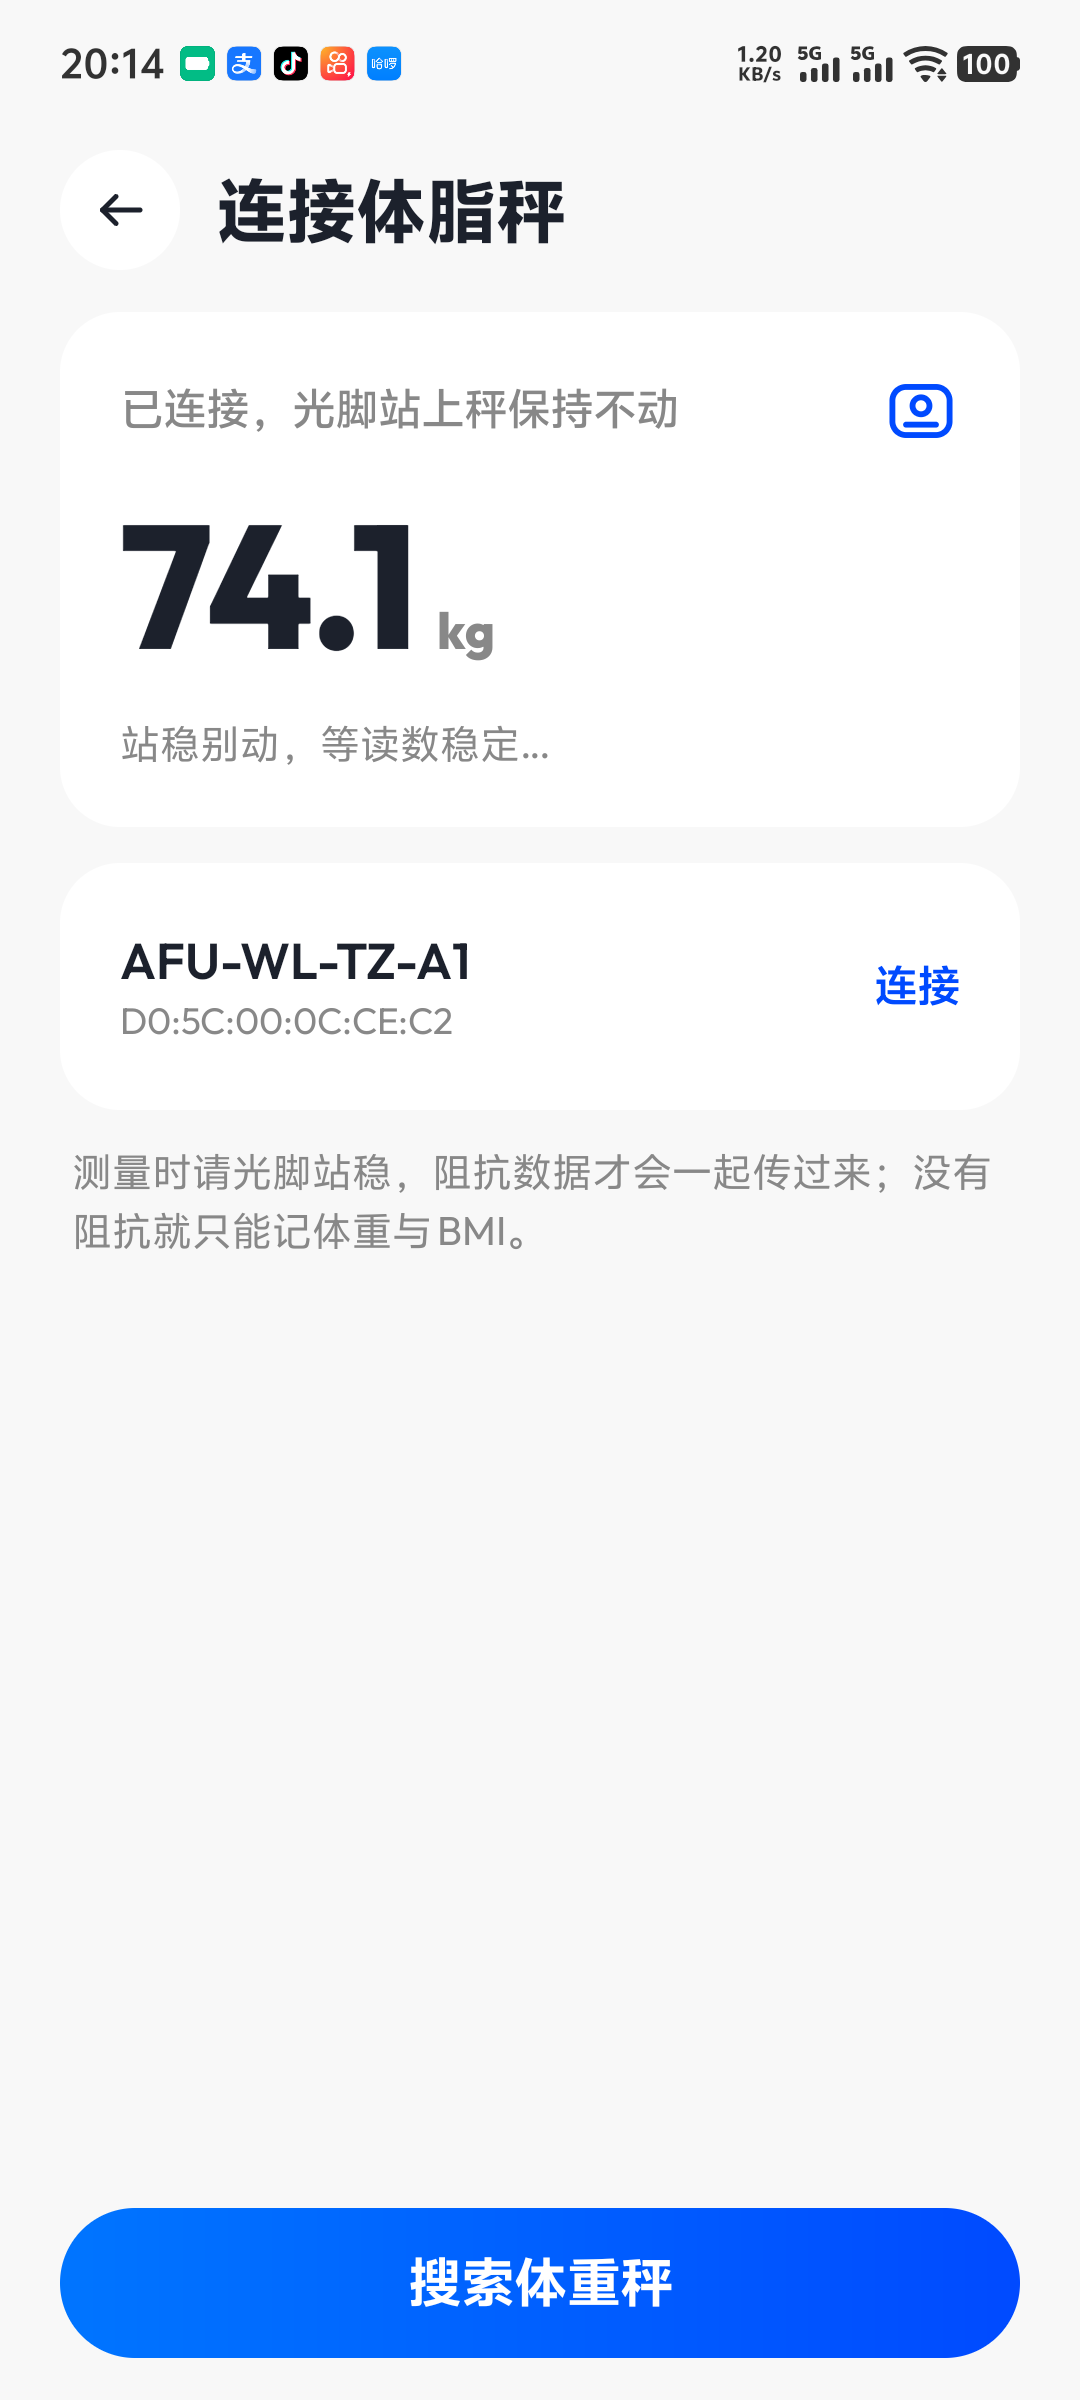 20:14
支
哈啰
1.20
KB/s
5G
5G
100
连接体脂秤
已连接，光脚站上秤保持不动
74.1 kg
站稳别动，等读数稳定...
AFU-WL-TZ-A1
连接
D0:5C:00:0C:CE:C2
测量时请光脚站稳，阻抗数据才会一起传过来；没有
阻抗就只能记体重与BMI。
搜索体重秤